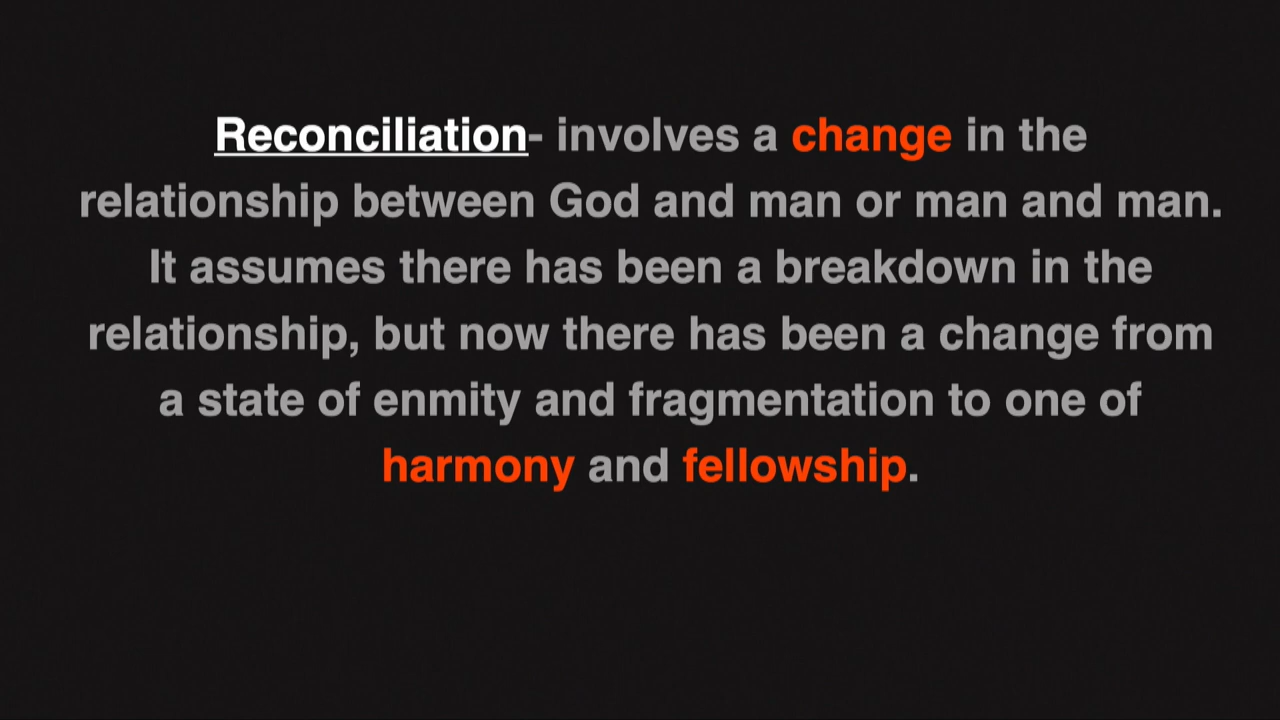 Reconciliation- involves a change in the
relationship between God and man or man and man.
It assumes there has been a breakdown in the
relationship, but now there has been a change from
a state of enmity and fragmentation to one of
harmony and fellowship.